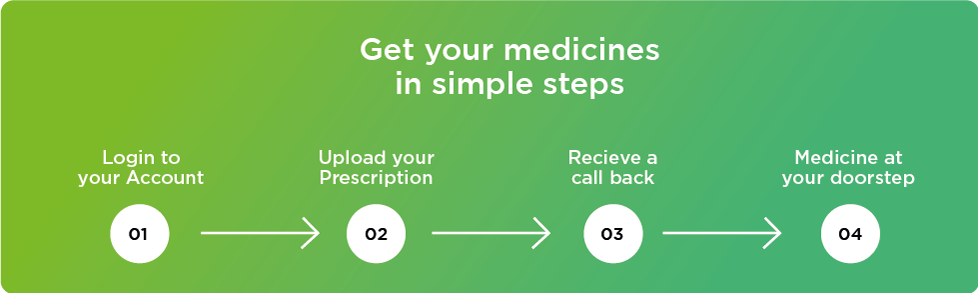 Get your medicines
in simple steps
Login to
your Account
Upload your
Prescription
Recieve a
call back
Medicine at
your doorstep
01
02
03
04